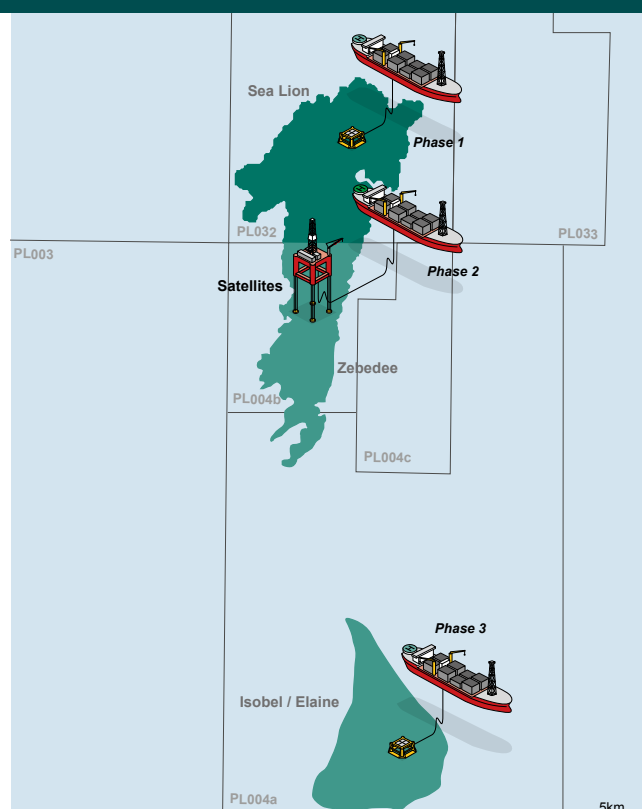 Sea Lion
Phase 1
PL032
PL033
PL003
Phase 2
Satellites
Zebedee
PL004b
PL004c
Phase 3
Isobel / Elaine
PL004a
5km